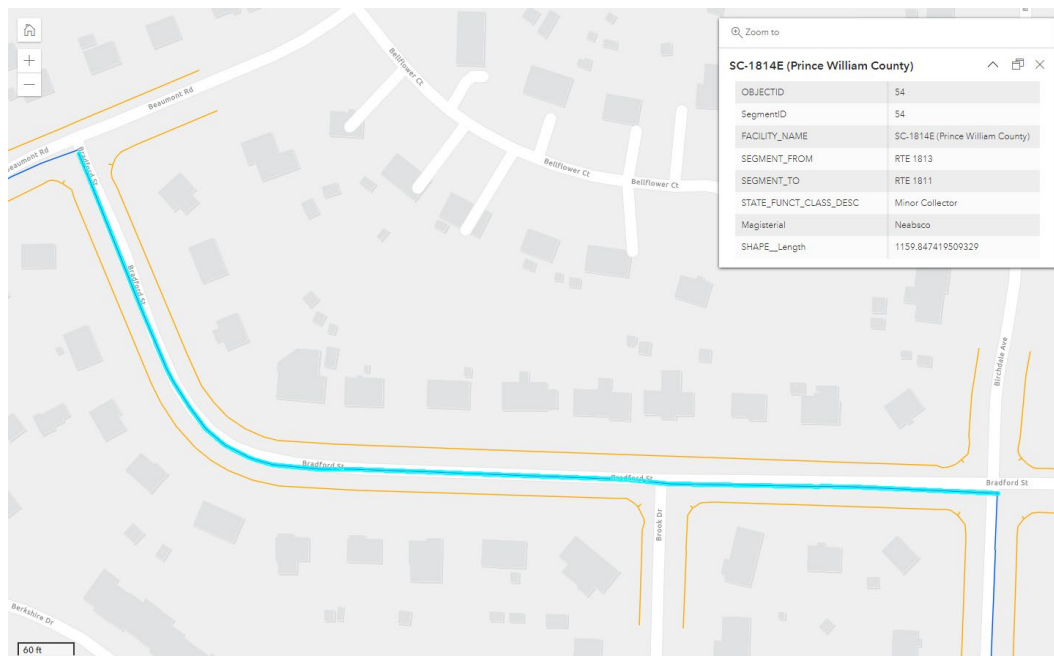 Zoom to
SC-1814E (Prince William County)
OBJECTID 54
SegmentID 54
FACILITY_NAME SC-1814E (Prince William County)
SEGMENT_FROM RTE 1813
SEGMENT_TO RTE 1811
STATE_FUNCT_CLASS_DESC Minor Collector
Magisterial Neabsco
SHAPE__Length 1159.847419509329
Bellflower Ct
Beaumont Rd
Beaumont Rd
Bradford St
Bellflower Ct
Bellflower Ct
Bradford St
Birchdale Ave
Bradford St
Bradford St
Bradford St
Brook Dr
Berkshire Dr
60 ft